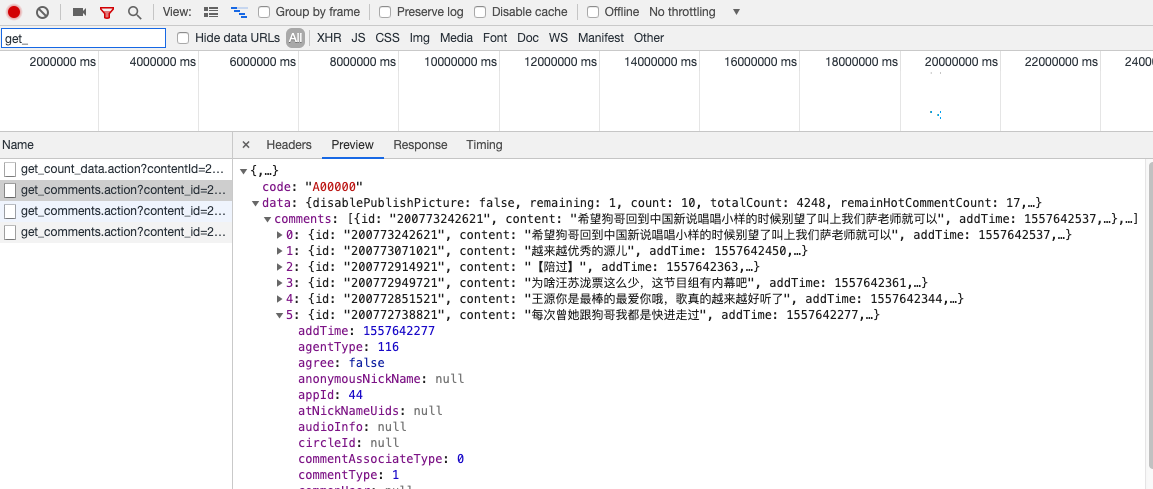 View: Group by frame Preserve log Disable cache Offline No throttling
get_ Hide data URLs All XHR JS CSS Img Media Font Doc WS Manifest Other
2000000 ms 4000000 ms 6000000 ms 8000000 ms 10000000 ms 12000000 ms 14000000 ms 16000000 ms 18000000 ms 20000000 ms 22000000 ms 24000
Name × Headers Preview Response Timing
get_count_data.action?contentId=2...
get_comments.action?content_id=2...
get_comments.action?content_id=2...
get_comments.action?content_id=2...
{,…}
code: "A00000"
data: {disablePublishPicture: false, remaining: 1, count: 10, totalCount: 4248, remainHotCommentCount: 17,…}
comments: [{id: "200773242621", content: "希望狗哥回到中国新说唱唱小样的时候别望了叫上我们萨老师就可以", addTime: 1557642537,…},…]
0: {id: "200773242621", content: "希望狗哥回到中国新说唱唱小样的时候别望了叫上我们萨老师就可以", addTime: 1557642537,…}
1: {id: "200773071021", content: "越来越优秀的源儿", addTime: 1557642450,…}
2: {id: "200772914921", content: "【陪过】", addTime: 1557642363,…}
3: {id: "200772949721", content: "为啥汪苏泷票这么少，这节目组有内幕吧", addTime: 1557642361,…}
4: {id: "200772851521", content: "王源你是最棒的最爱你哦，歌真的越来越好听了", addTime: 1557642344,…}
5: {id: "200772738821", content: "每次曾她跟狗哥我都是快进走过", addTime: 1557642277,…}
addTime: 1557642277
agentType: 116
agree: false
anonymousNickName: null
appId: 44
atNickNameUids: null
audioInfo: null
circleId: null
commentAssociateType: 0
commentType: 1